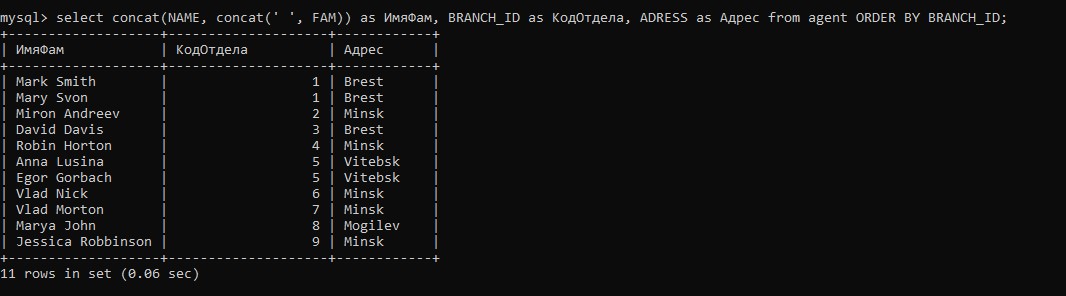 mysql> select concat(NAME, concat(' ', FAM)) as ИмяФам, BRANCH_ID as КодОтдела, ADRESS as Адрес from agent ORDER BY BRANCH_ID;
+-------------------+--------------------+------------+
| ИмяФам            | КодОтдела          | Адрес      |
+-------------------+--------------------+------------+
| Mark Smith        |                  1 | Brest      |
| Mary Svon         |                  1 | Brest      |
| Miron Andreev     |                  2 | Minsk      |
| David Davis       |                  3 | Brest      |
| Robin Horton      |                  4 | Minsk      |
| Anna Lusina       |                  5 | Vitebsk    |
| Egor Gorbach      |                  5 | Vitebsk    |
| Vlad Nick         |                  6 | Minsk      |
| Vlad Morton       |                  7 | Minsk      |
| Marya John        |                  8 | Mogilev    |
| Jessica Robbinson |                  9 | Minsk      |
+-------------------+--------------------+------------+
11 rows in set (0.06 sec)